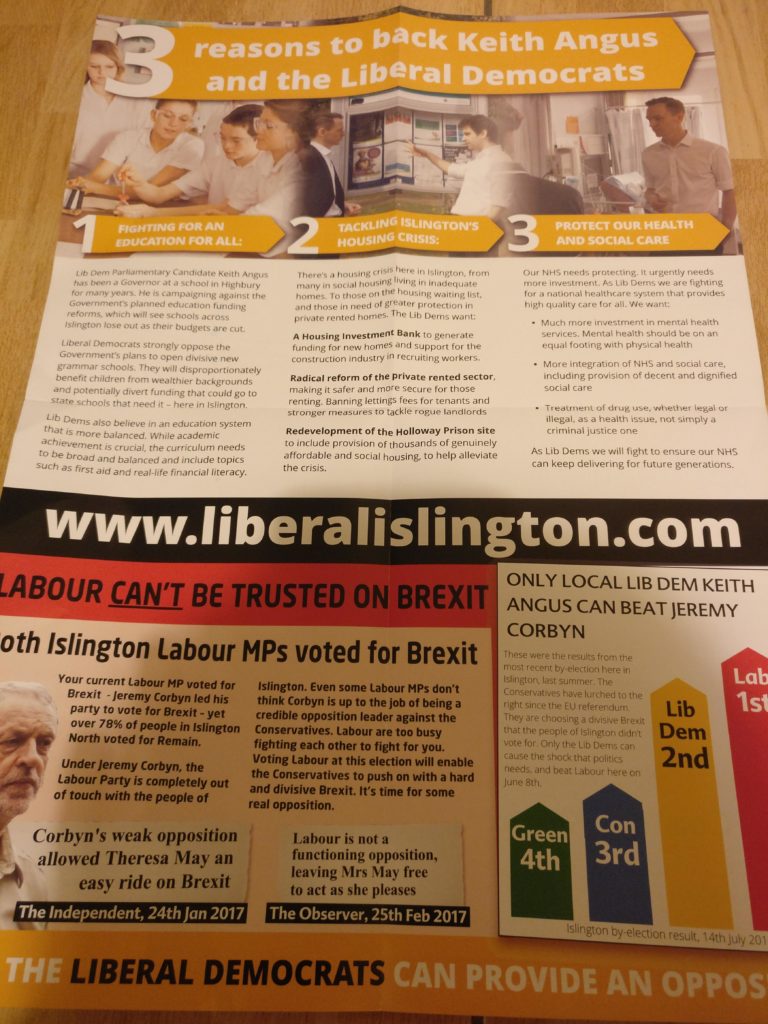 3 reasons to back Keith Angus
and the Liberal Democrats
1 FIGHTING FOR AN
EDUCATION FOR ALL:
Lib Dem Parliamentary Candidate Keith Angus
has been a Governor at a school in Highbury
for many years. He is campaigning against the
Government's planned education funding
reforms, which will see schools across
Islington lose out as their budgets are cut.
Liberal Democrats strongly oppose the
Government's plans to open divisive new
grammar schools. They will disproportionately
benefit children from wealthier backgrounds
and potentially divert funding that could go to
state schools that need it – here in Islington.
Lib Dems also believe in an education system
that is more balanced. While academic
achievement is crucial, the curriculum needs
to be broad and balanced and include topics
such as first aid and real-life financial literacy.
2 TACKLING ISLINGTON'S
HOUSING CRISIS:
There's a housing crisis here in Islington, from
many in social housing living in inadequate
homes. To those on the housing waiting list,
and those in need of greater protection in
private rented homes. The Lib Dems want:
A Housing Investment Bank to generate
funding for new homes and support for the
construction industry in recruiting workers.
Radical reform of the Private rented sector,
making it safer and more secure for those
renting. Banning lettings fees for tenants and
stronger measures to tackle rogue landlords
Redevelopment of the Holloway Prison site
to include provision of thousands of genuinely
affordable and social housing, to help alleviate
the crisis.
3 PROTECT OUR HEALTH
AND SOCIAL CARE
Our NHS needs protecting. It urgently needs
more investment. As Lib Dems we are fighting
for a national healthcare system that provides
high quality care for all. We want:
• Much more investment in mental health
services. Mental health should be on an
equal footing with physical health
• More integration of NHS and social care,
including provision of decent and dignified
social care
• Treatment of drug use, whether legal or
illegal, as a health issue, not simply a
criminal justice one
As Lib Dems we will fight to ensure our NHS
can keep delivering for future generations.
www.liberalislington.com
LABOUR CAN'T BE TRUSTED ON BREXIT
oth Islington Labour MPs voted for Brexit
Your current Labour MP voted for
Brexit - Jeremy Corbyn led his
party to vote for Brexit - yet
over 78% of people in Islington
North voted for Remain.
Under Jeremy Corbyn, the
Labour Party is completely out
of touch with the people of
Islington. Even some Labour MPs don't
think Corbyn is up to the job of being a
credible opposition leader against the
Conservatives. Labour are too busy
fighting each other to fight for you.
Voting Labour at this election will enable
the Conservatives to push on with a hard
and divisive Brexit. It's time for some
real opposition.
Corbyn's weak opposition
allowed Theresa May an
easy ride on Brexit
The Independent, 24th Jan 2017
Labour is not a
functioning opposition,
leaving Mrs May free
to act as she pleases
The Observer, 25th Feb 2017
ONLY LOCAL LIB DEM KEITH
ANGUS CAN BEAT JEREMY
CORBYN
These were the results from the
most recent by-election here in
Islington, last summer. The
Conservatives have lurched to the
right since the EU referendum.
They are choosing a divisive Brexit
that the people of Islington didn't
vote for. Only the Lib Dems can
cause the shock that politics
needs, and beat Labour here on
June 8th.
Green
4th
Con
3rd
Lib
Dem
2nd
Lab
1st
Islington by-election result, 14th July 201
THE LIBERAL DEMOCRATS CAN PROVIDE AN OPPOS